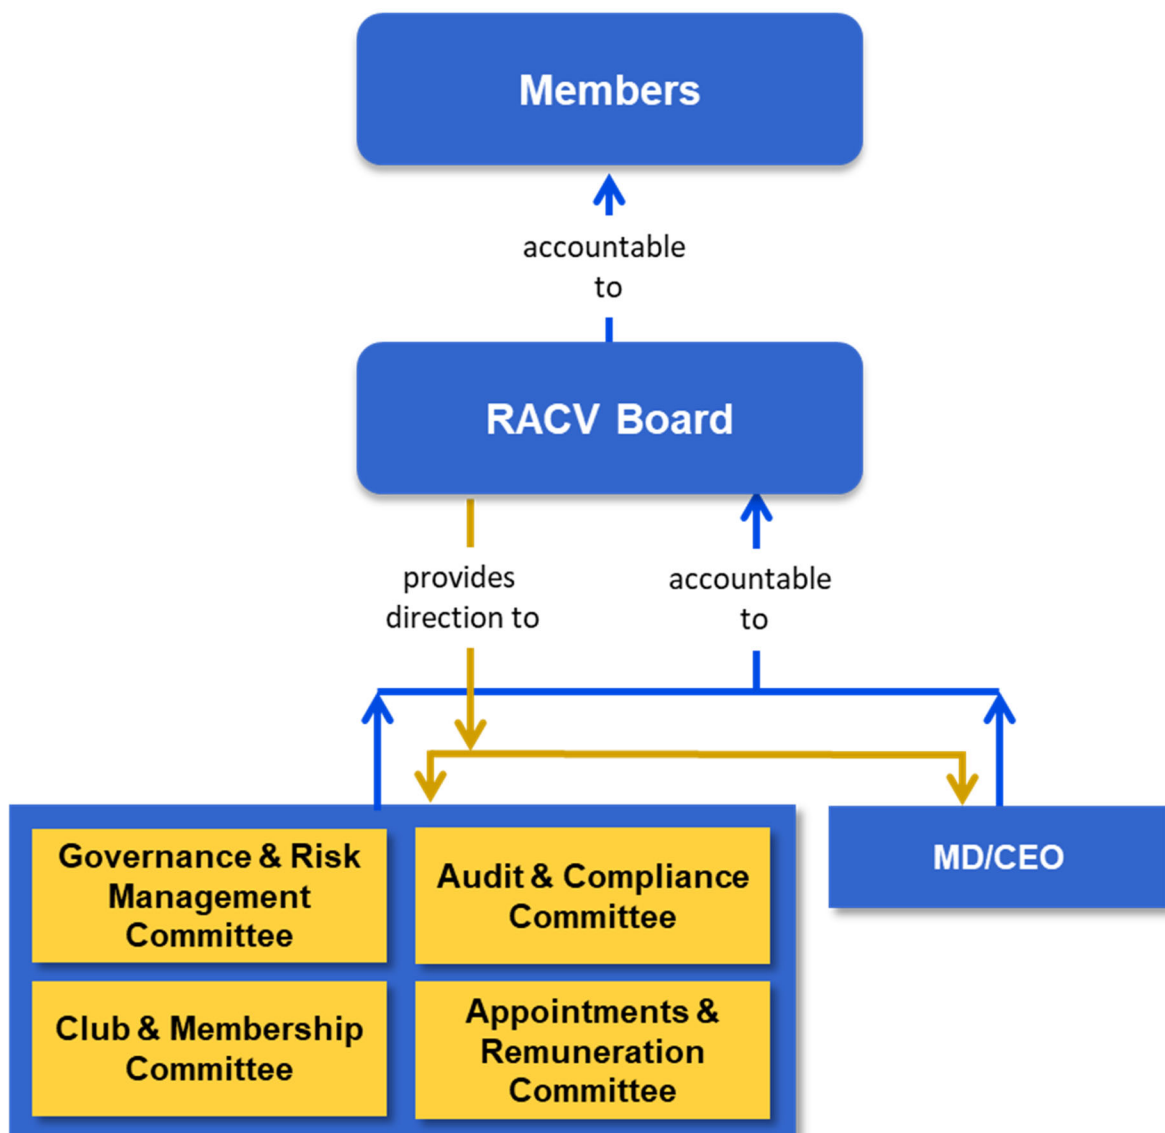 Members
accountable
to
RACV Board
provides
direction to
accountable
to
Governance & Risk
Management
Committee
Audit & Compliance
Committee
MD/CEO
Club & Membership
Committee
Appointments &
Remuneration
Committee